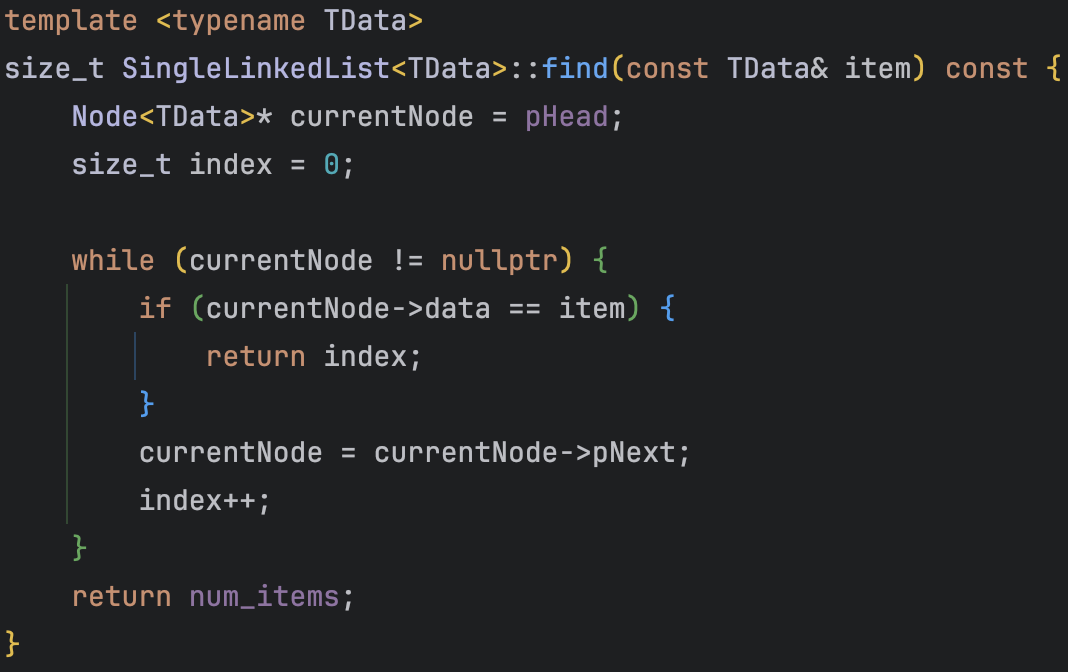 template <typename TData>
size_t SingleLinkedList<TData>::find(const TData& item) const {
    Node<TData>* currentNode = pHead;
    size_t index = 0;

    while (currentNode != nullptr) {
        if (currentNode->data == item) {
            return index;
        }
        currentNode = currentNode->pNext;
        index++;
    }
    return num_items;
}